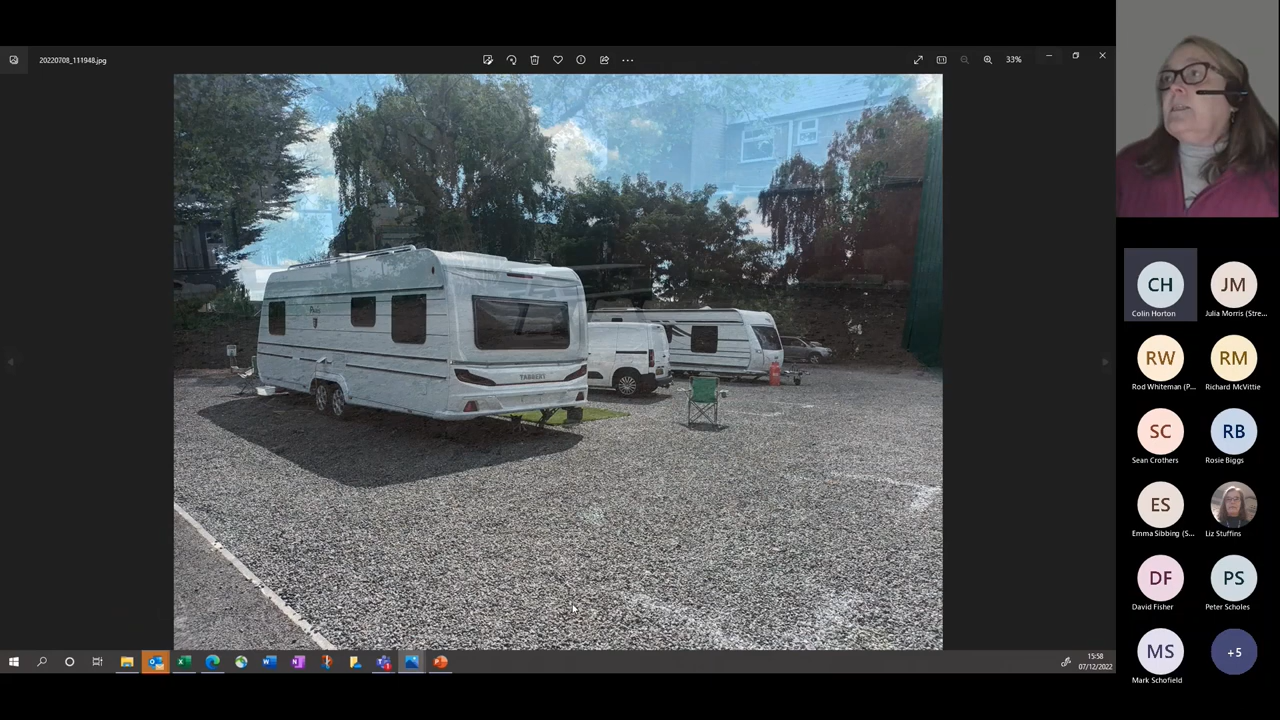 20220708_111948.jpg
33%
TABBERT
CH
Colin Horton
JM
Julia Morris (Stre...
RW
Rod Whiteman (P...
RM
Richard McVittie
SC
Sean Crothers
RB
Rosie Biggs
ES
Emma Sibbing (S...
Liz Stuffins
DF
David Fisher
PS
Peter Scholes
MS
Mark Schofield
+5
15:58
07/12/2022